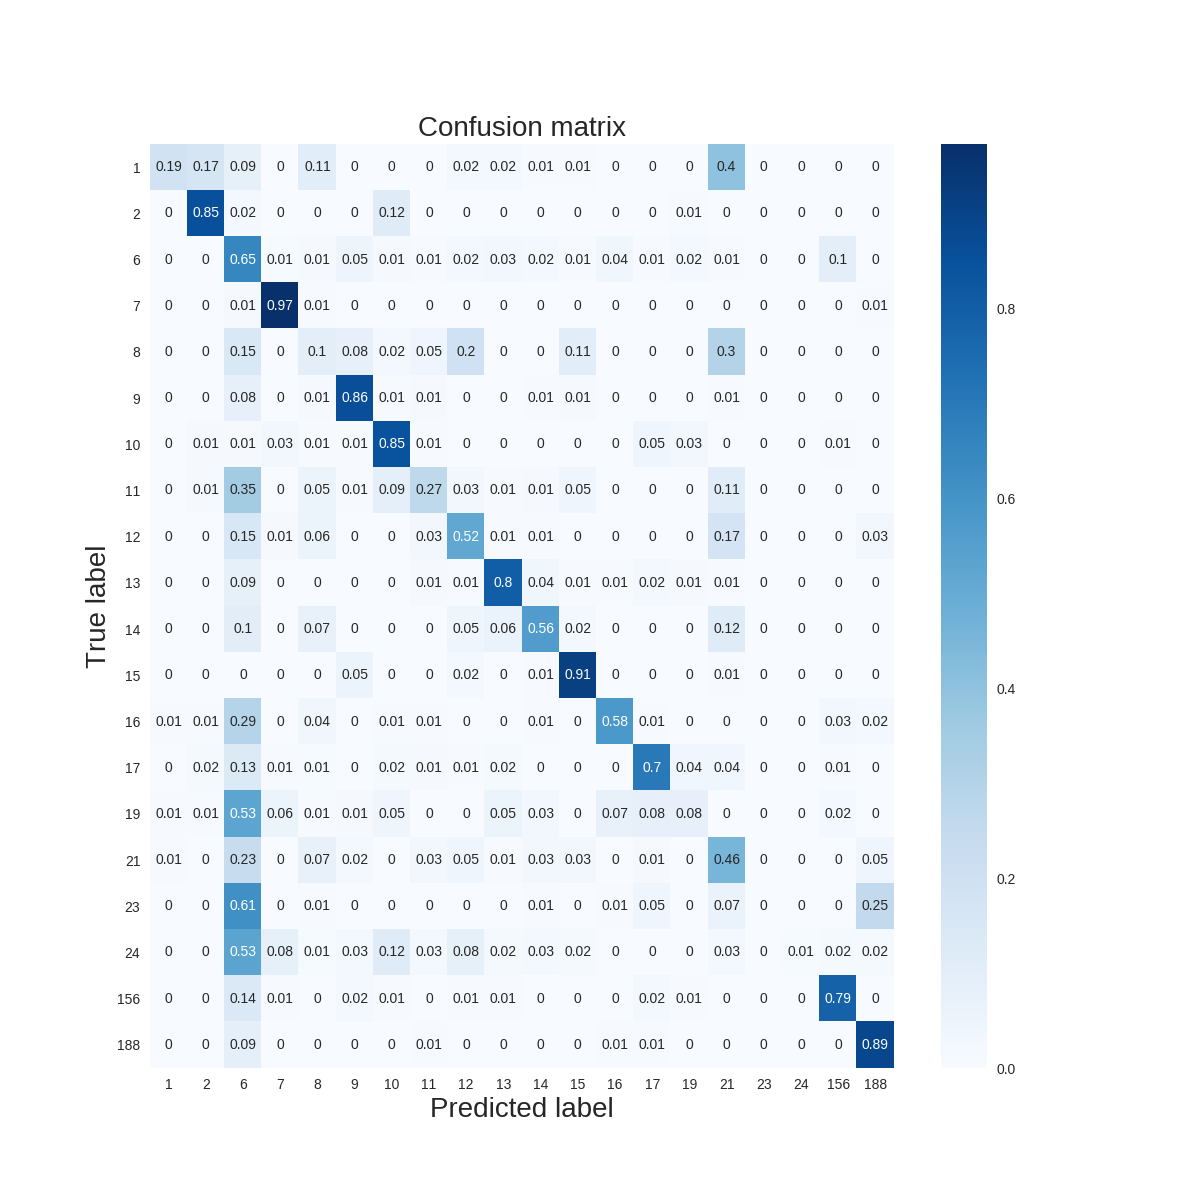 Confusion matrix
1 0.19 0.17 0.09 0 0.11 0 0 0 0.02 0.02 0.01 0.01 0 0 0 0.4 0 0 0 0
2 0 0.85 0.02 0 0 0 0.12 0 0 0 0 0 0 0 0.01 0 0 0 0 0
6 0 0 0.65 0.01 0.01 0.05 0.01 0.01 0.02 0.03 0.02 0.01 0.04 0.01 0.02 0.01 0 0 0.1 0
7 0 0 0.01 0.97 0.01 0 0 0 0 0 0 0 0 0 0 0 0 0 0 0.01
0.8
8 0 0 0.15 0 0.1 0.08 0.02 0.05 0.2 0 0 0.11 0 0 0 0.3 0 0 0 0
9 0 0 0.08 0 0.01 0.86 0.01 0.01 0 0 0.01 0.01 0 0 0 0.01 0 0 0 0
10 0 0.01 0.01 0.03 0.01 0.01 0.85 0.01 0 0 0 0 0 0.05 0.03 0 0 0 0.01 0
11 0 0.01 0.35 0 0.05 0.01 0.09 0.27 0.03 0.01 0.01 0.05 0 0 0 0.11 0 0 0 0
0.6
12 0 0 0.15 0.01 0.06 0 0 0.03 0.52 0.01 0.01 0 0 0 0 0.17 0 0 0 0.03
True label
13 0 0 0.09 0 0 0 0 0.01 0.01 0.8 0.04 0.01 0.01 0.02 0.01 0.01 0 0 0 0
14 0 0 0.1 0 0.07 0 0 0 0.05 0.06 0.56 0.02 0 0 0 0.12 0 0 0 0
15 0 0 0 0 0 0.05 0 0 0.02 0 0.01 0.91 0 0 0 0.01 0 0 0 0
0.4
16 0.01 0.01 0.29 0 0.04 0 0.01 0.01 0 0 0.01 0 0.58 0.01 0 0 0 0 0.03 0.02
17 0 0.02 0.13 0.01 0.01 0 0.02 0.01 0.01 0.02 0 0 0 0.7 0.04 0.04 0 0 0.01 0
19 0.01 0.01 0.53 0.06 0.01 0.01 0.05 0 0 0.05 0.03 0 0.07 0.08 0.08 0 0 0 0.02 0
21 0.01 0 0.23 0 0.07 0.02 0 0.03 0.05 0.01 0.03 0.03 0 0.01 0 0.46 0 0 0 0.05
0.2
23 0 0 0.61 0 0.01 0 0 0 0 0 0.01 0 0.01 0.05 0 0.07 0 0 0 0.25
24 0 0 0.53 0.08 0.01 0.03 0.12 0.03 0.08 0.02 0.03 0.02 0 0 0 0.03 0 0.01 0.02 0.02
156 0 0 0.14 0.01 0 0.02 0.01 0 0.01 0.01 0 0 0 0.02 0.01 0 0 0 0.79 0
188 0 0 0.09 0 0 0 0 0.01 0 0 0 0 0.01 0.01 0 0 0 0 0 0.89
0.0
1 2 6 7 8 9 10 11 12 13 14 15 16 17 19 21 23 24 156 188
Predicted label